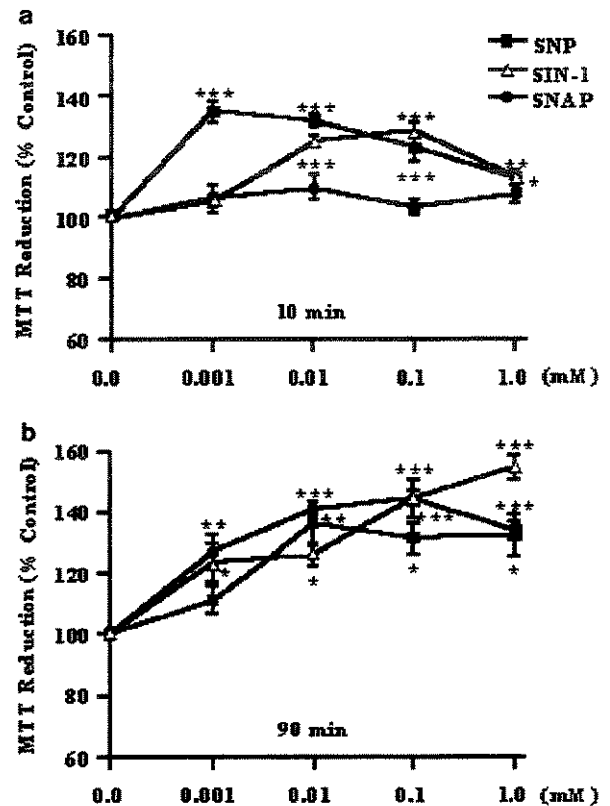 a
MTT Reduction (% Control)
160
140
120
100
80
60
SNP
SIN-1
SNAP
***
***
***
***
***
**
*
10 min
0.0 0.001 0.01 0.1 1.0 (mM)
b
MTT Reduction (% Control)
160
140
120
100
80
60
**
*
***
***
*
***
***
*
***
***
*
90 min
0.0 0.001 0.01 0.1 1.0 (mM)